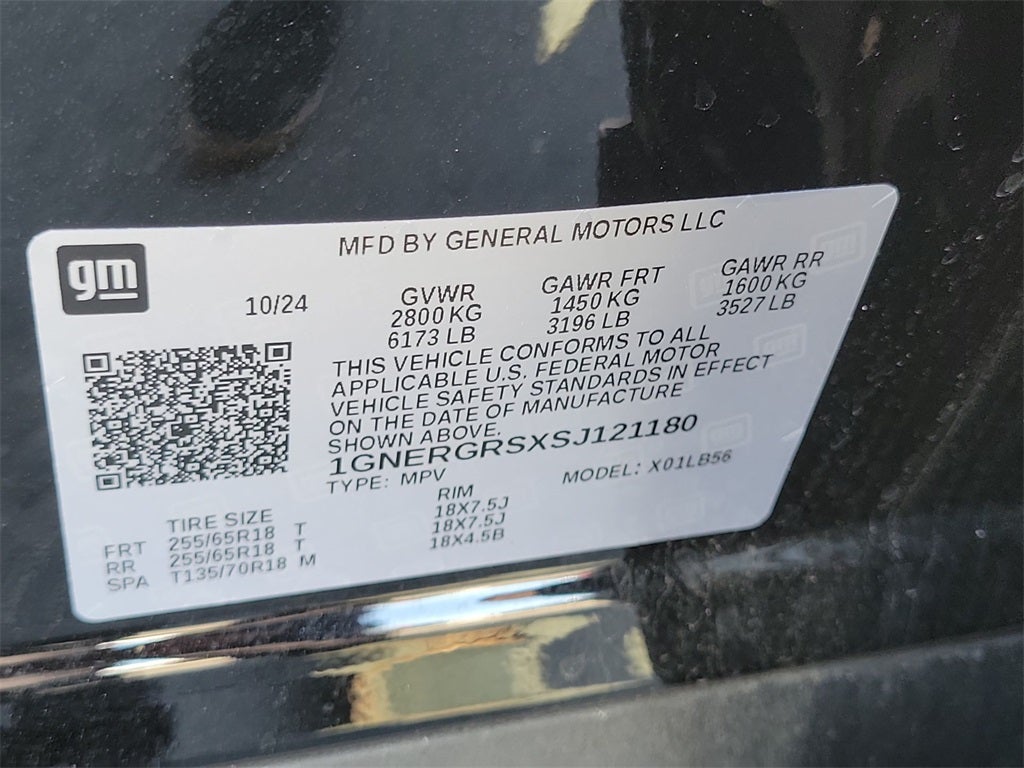 gm
MFD BY GENERAL MOTORS LLC
10/24
GVWR
2800 KG
6173 LB
GAWR FRT
1450 KG
3196 LB
GAWR RR
1600 KG
3527 LB
THIS VEHICLE CONFORMS TO ALL
APPLICABLE U.S. FEDERAL MOTOR
VEHICLE SAFETY STANDARDS IN EFFECT
ON THE DATE OF MANUFACTURE
SHOWN ABOVE.
1GNERGRSXSJ121180
TYPE: MPV MODEL: X01LB56
TIRE SIZE RIM
FRT 255/65R18 T 18X7.5J
RR 255/65R18 T 18X7.5J
SPA T135/70R18 M 18X4.5B